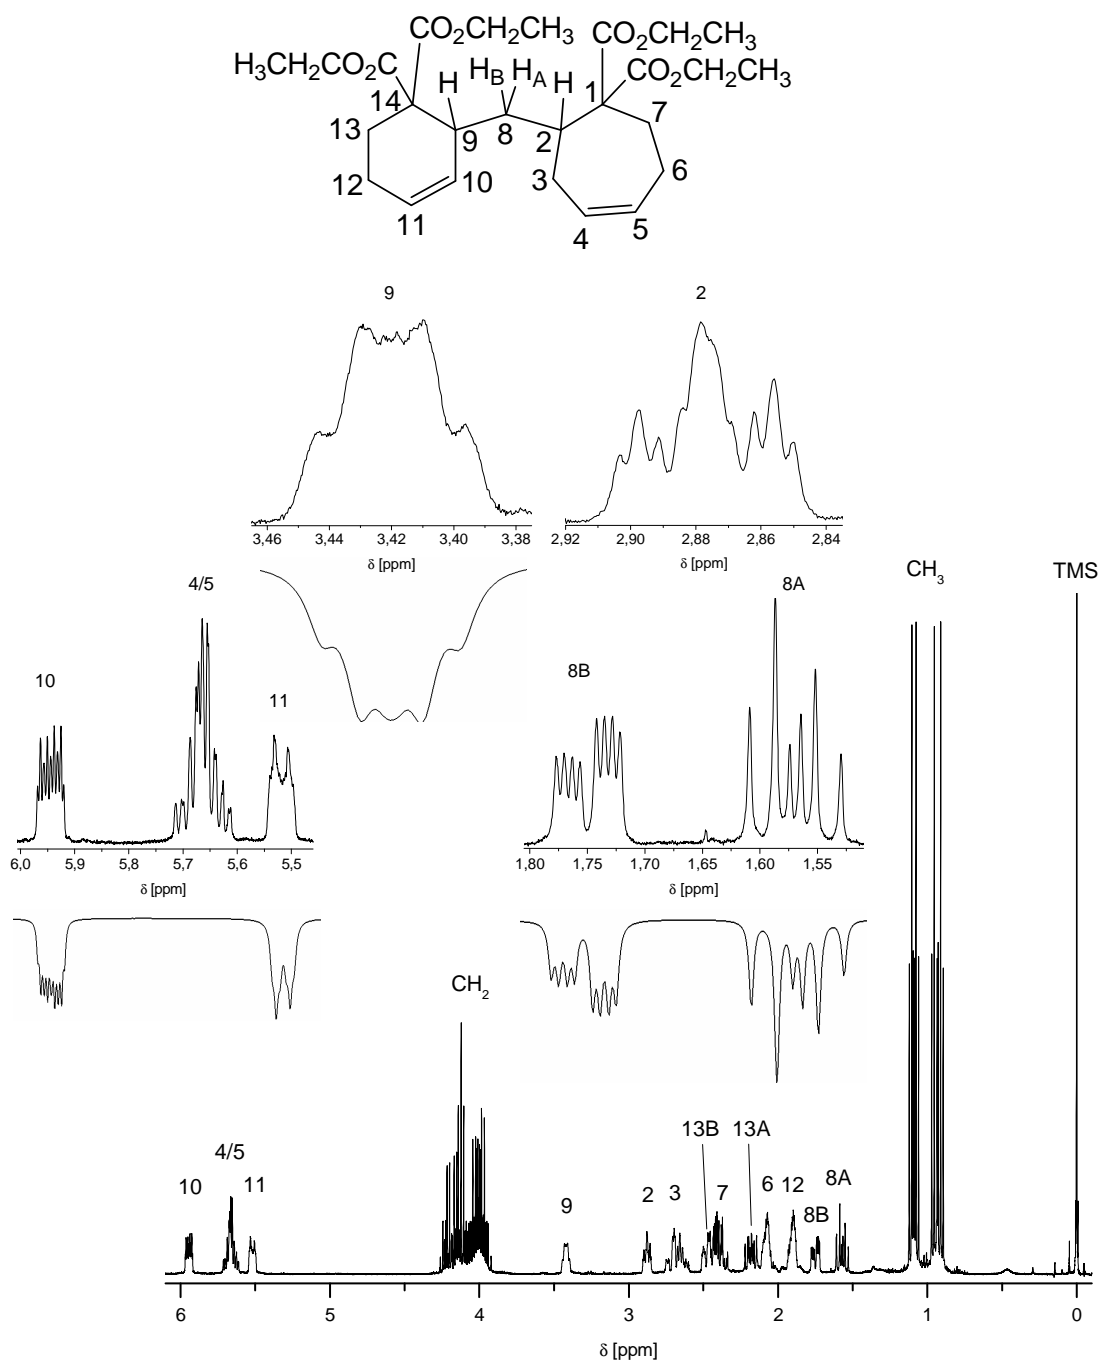 CO2CH2CH3 CO2CH2CH3
H3CH2CO2C H HB HA H 1 CO2CH2CH3
14 7
13 9 8 2
12 10 3 6
11 4 5
9 2
3,46 3,44 3,42 3,40 3,38 2,92 2,90 2,88 2,86 2,84
δ [ppm] δ [ppm]
4/5 8A CH3 TMS
10 11 8B
6,0 5,9 5,8 5,7 5,6 5,5 1,80 1,75 1,70 1,65 1,60 1,55
δ [ppm] δ [ppm]
CH2
13B 13A
4/5 10 11 9 2 3 7 6 12 8B 8A
6 5 4 3 2 1 0
δ [ppm]